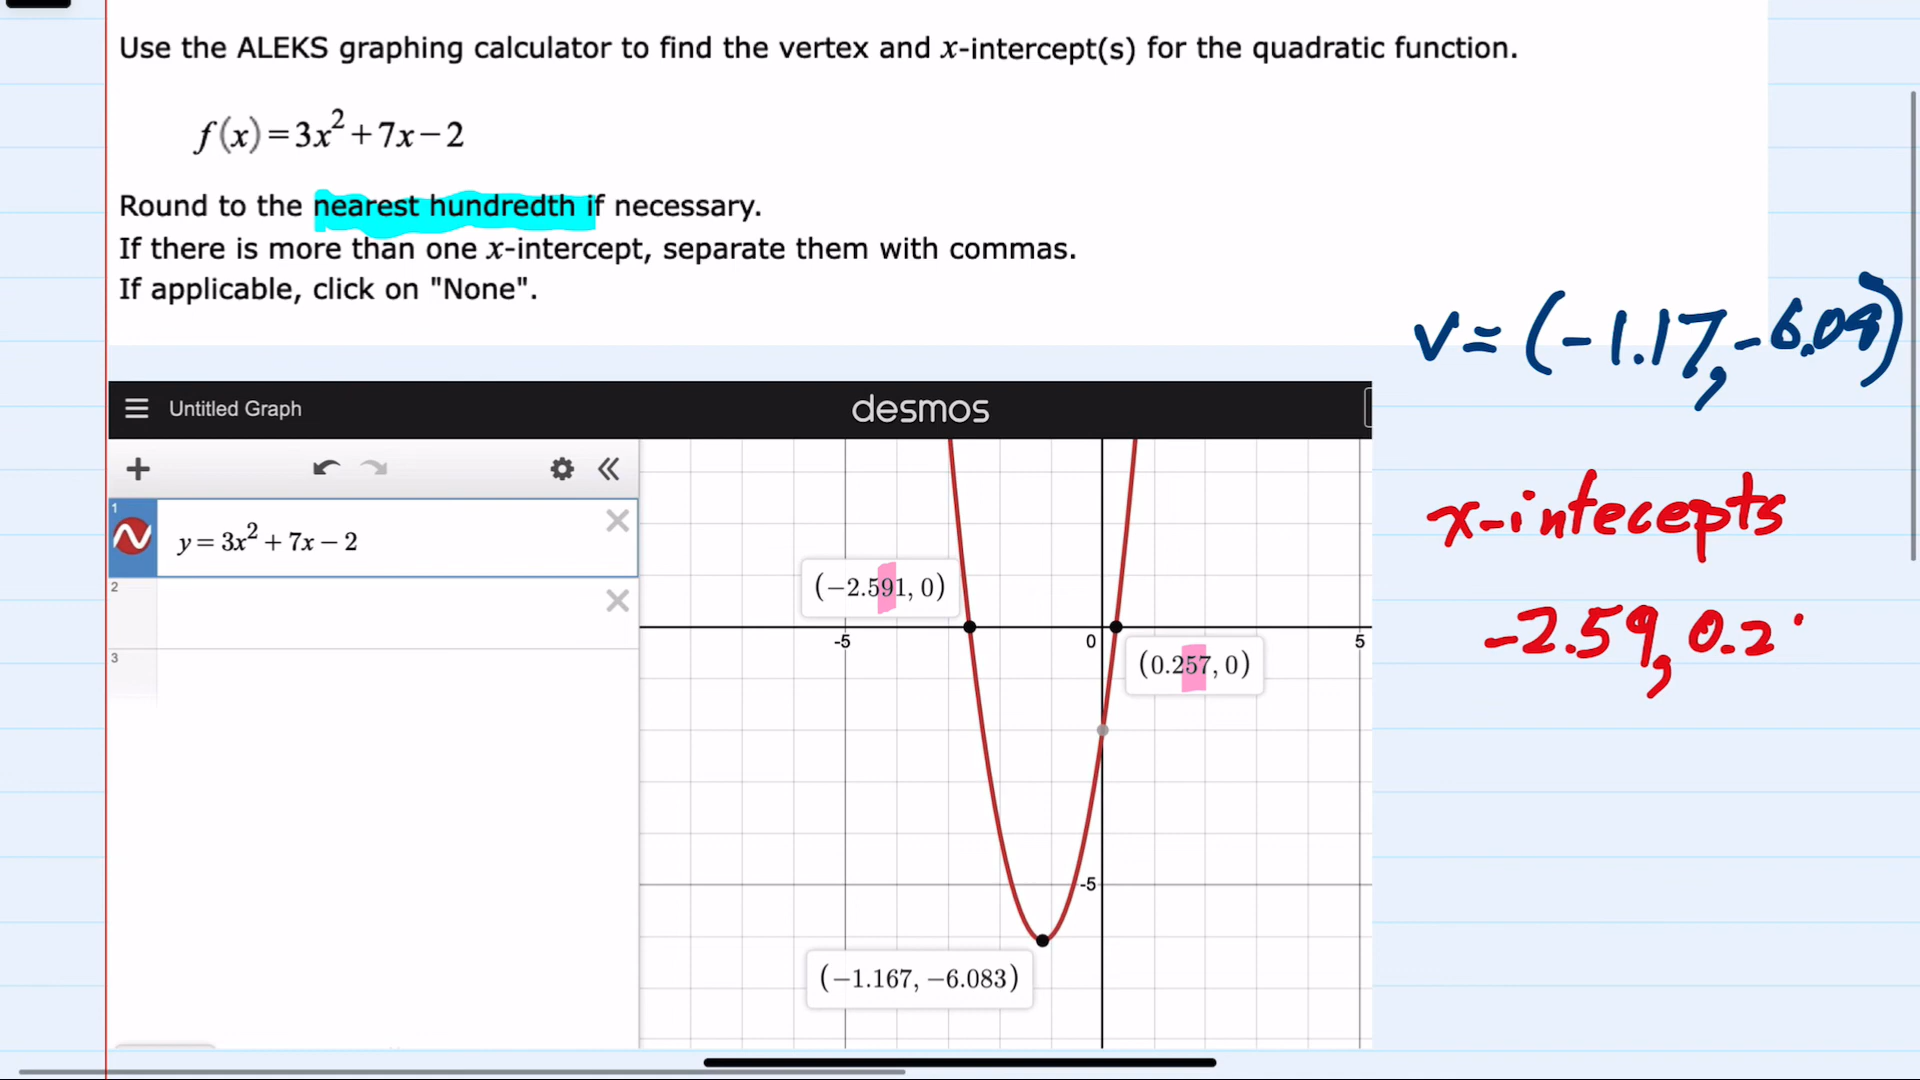 Use the ALEKS graphing calculator to find the vertex and x-intercept(s) for the quadratic function.
f(x)=3x²+7x−2
Round to the nearest hundredth if necessary.
If there is more than one x-intercept, separate them with commas.
If applicable, click on "None".
v=(-1.17,-6.09)
Untitled Graph
desmos
1
y=3x²+7x−2
2
3
x-intecepts
-2.59,0.2
(−2.591, 0)
-5
0
5
(0.257, 0)
-5
(−1.167, −6.083)